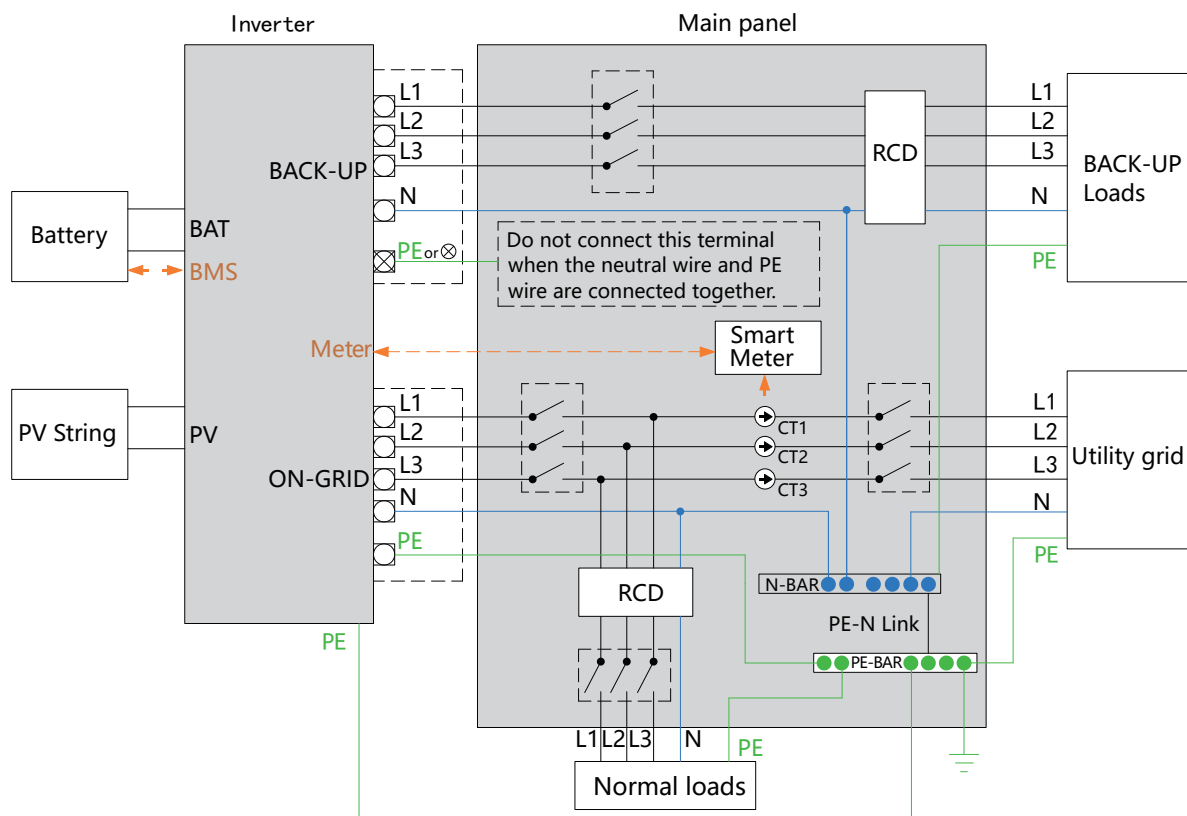 Inverter
Main panel
L1
L2
L3
N
PE or ⊗
BACK-UP
RCD
L1
L2
L3
N
PE
BACK-UP
Loads
Battery
BAT
BMS
Do not connect this terminal
when the neutral wire and PE
wire are connected together.
Meter
Smart
Meter
PV String
PV
L1
L2
L3
N
PE
ON-GRID
CT1
CT2
CT3
L1
L2
L3
N
PE
Utility grid
RCD
N-BAR
PE-N Link
PE-BAR
PE
L1
L2
L3
N
PE
Normal loads